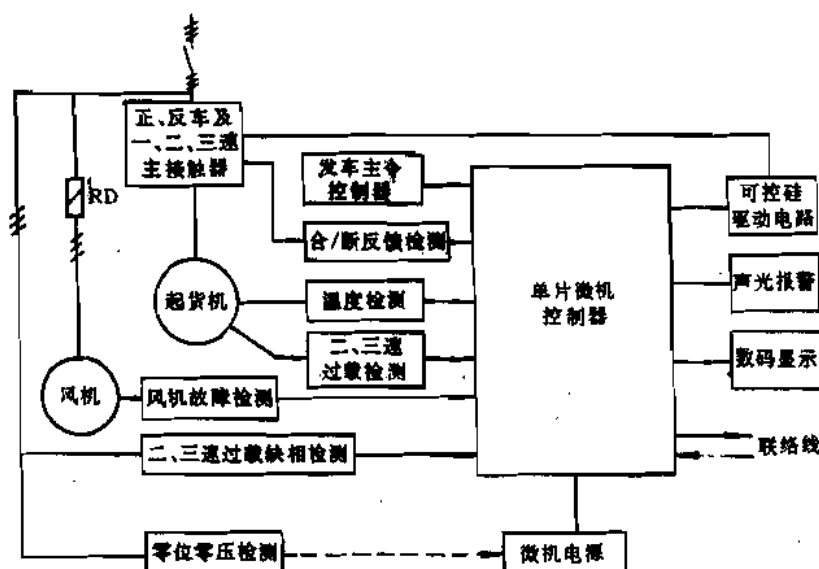 正、反车及
一、二、三速
主接触器
RD
发车主令
控制器
合/断反馈检测
可控硅
驱动电路
起货机
温度检测
单片微机
控制器
声光报警
二、三速
过载检测
数码显示
风机
风机故障检测
二、三速过载缺相检测
联络线
零位零压检测
微机电源